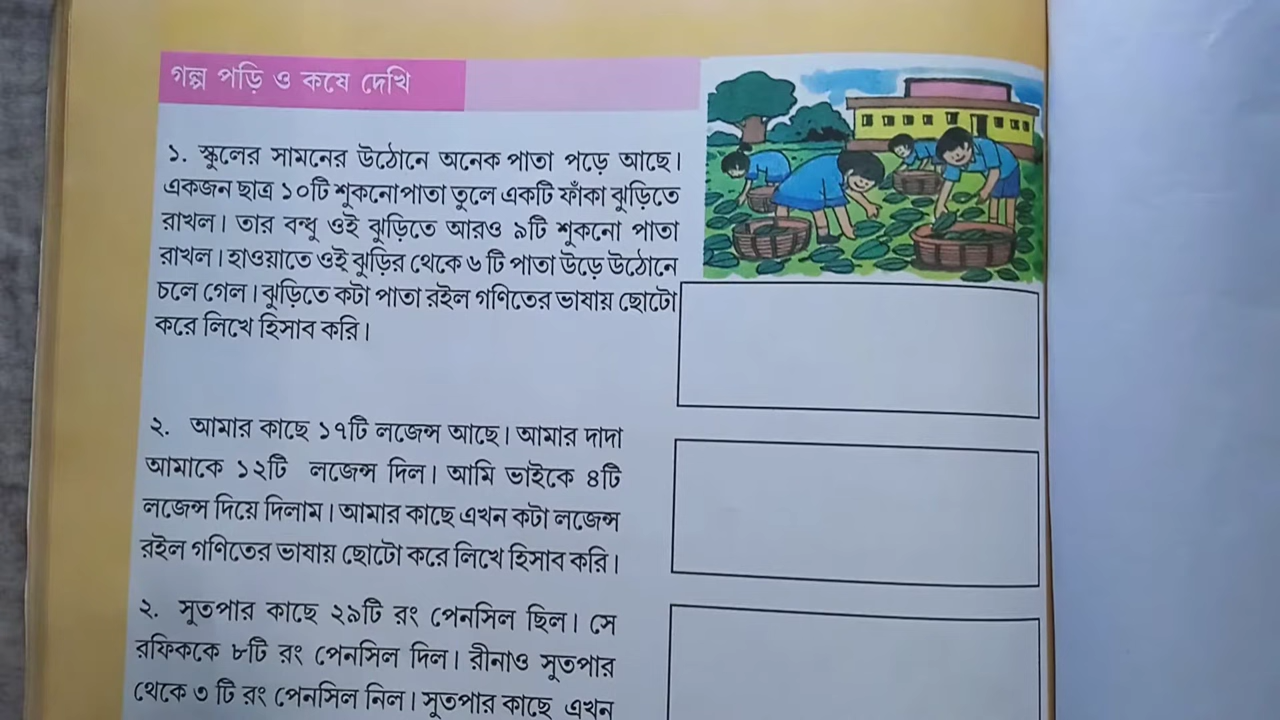 গল্প পড়ি ও কষে দেখি
১. স্কুলের সামনের উঠোনে অনেক পাতা পড়ে আছে।
একজন ছাত্র ১০টি শুকনোপাতা তুলে একটি ফাঁকা ঝুড়িতে
রাখল। তার বন্ধু ওই ঝুড়িতে আরও ৯টি শুকনো পাতা
রাখল। হাওয়াতে ওই ঝুড়ির থেকে ৬ টি পাতা উড়ে উঠোনে
চলে গেল। ঝুড়িতে কটা পাতা রইল গণিতের ভাষায় ছোটো
করে লিখে হিসাব করি।
২. আমার কাছে ১৭টি লজেন্স আছে। আমার দাদা
আমাকে ১২টি লজেন্স দিল। আমি ভাইকে ৪টি
লজেন্স দিয়ে দিলাম। আমার কাছে এখন কটা লজেন্স
রইল গণিতের ভাষায় ছোটো করে লিখে হিসাব করি।
২. সুতপার কাছে ২৯টি রং পেনসিল ছিল। সে
রফিককে ৮টি রং পেনসিল দিল। রীনাও সুতপার
থেকে ৩ টি রং পেনসিল নিল। সুতপার কাছে এখন